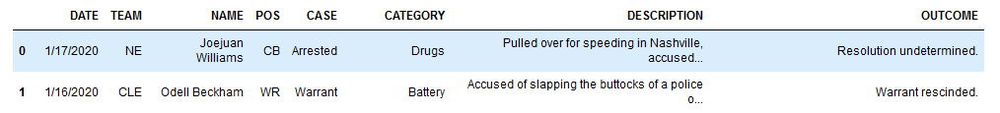 DATE TEAM NAME POS CASE CATEGORY DESCRIPTION OUTCOME
0 1/17/2020 NE Joejuan Williams CB Arrested Drugs Pulled over for speeding in Nashville, accused... Resolution undetermined.
1 1/16/2020 CLE Odell Beckham WR Warrant Battery Accused of slapping the buttocks of a police o... Warrant rescinded.